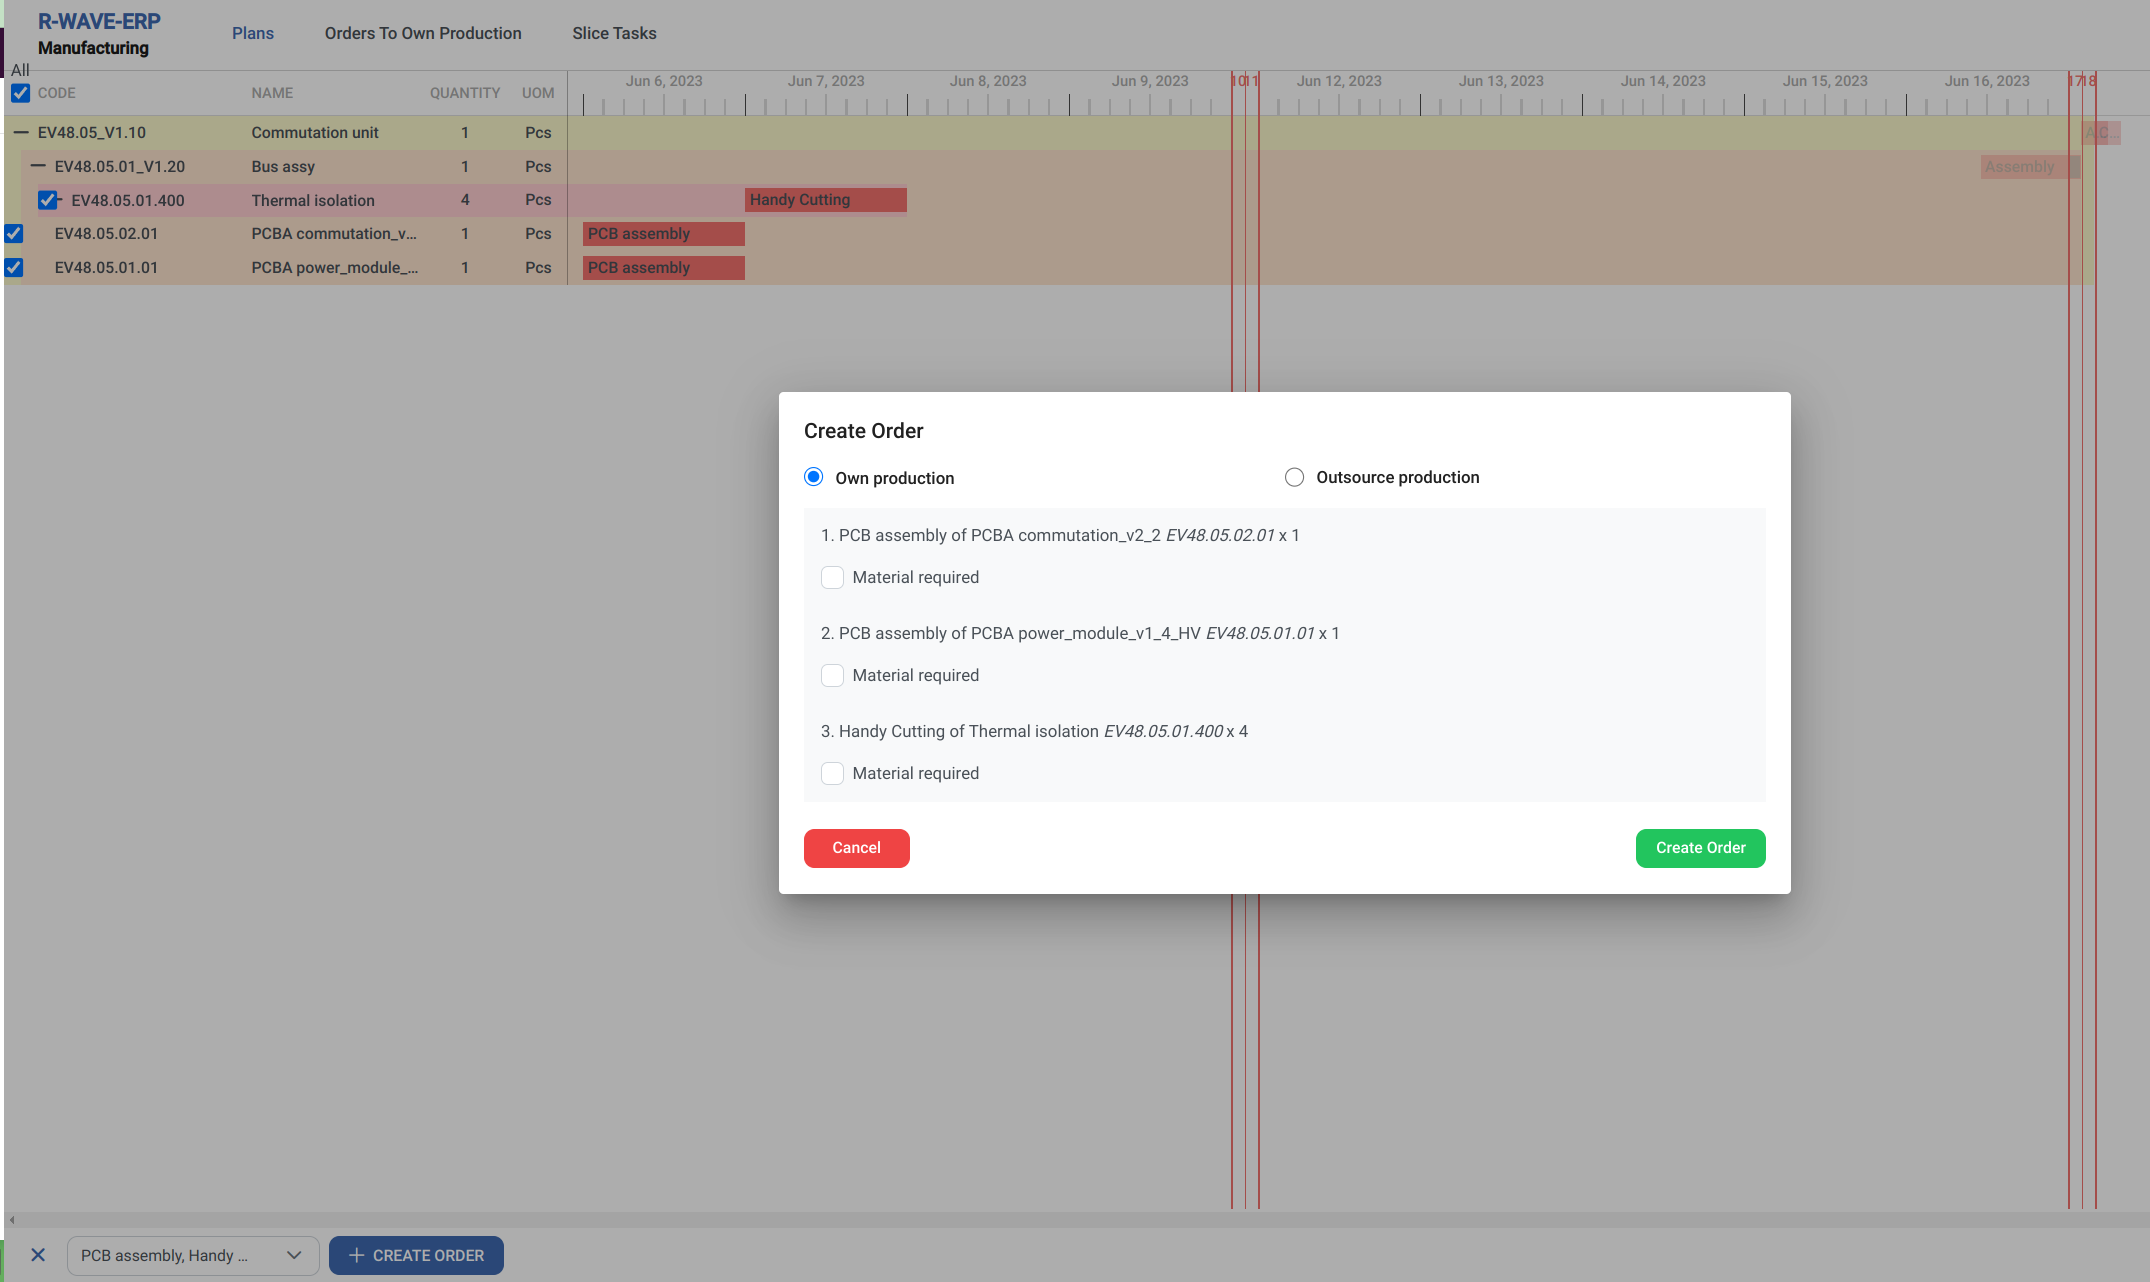 R-WAVE-ERP
Manufacturing
Plans
Orders To Own Production
Slice Tasks
All
CODE NAME QUANTITY UOM
Jun 6, 2023 Jun 7, 2023 Jun 8, 2023 Jun 9, 2023 10 11 Jun 12, 2023 Jun 13, 2023 Jun 14, 2023 Jun 15, 2023 Jun 16, 2023 17 18
EV48.05_V1.10 Commutation unit 1 Pcs A.C...
EV48.05.01_V1.20 Bus assy 1 Pcs Assembly
EV48.05.01.400 Thermal isolation 4 Pcs Handy Cutting
EV48.05.02.01 PCBA commutation_v... 1 Pcs PCB assembly
EV48.05.01.01 PCBA power_module_... 1 Pcs PCB assembly
Create Order
Own production
Outsource production
1. PCB assembly of PCBA commutation_v2_2 EV48.05.02.01 x 1
Material required
2. PCB assembly of PCBA power_module_v1_4_HV EV48.05.01.01 x 1
Material required
3. Handy Cutting of Thermal isolation EV48.05.01.400 x 4
Material required
Cancel
Create Order
PCB assembly, Handy ...
CREATE ORDER